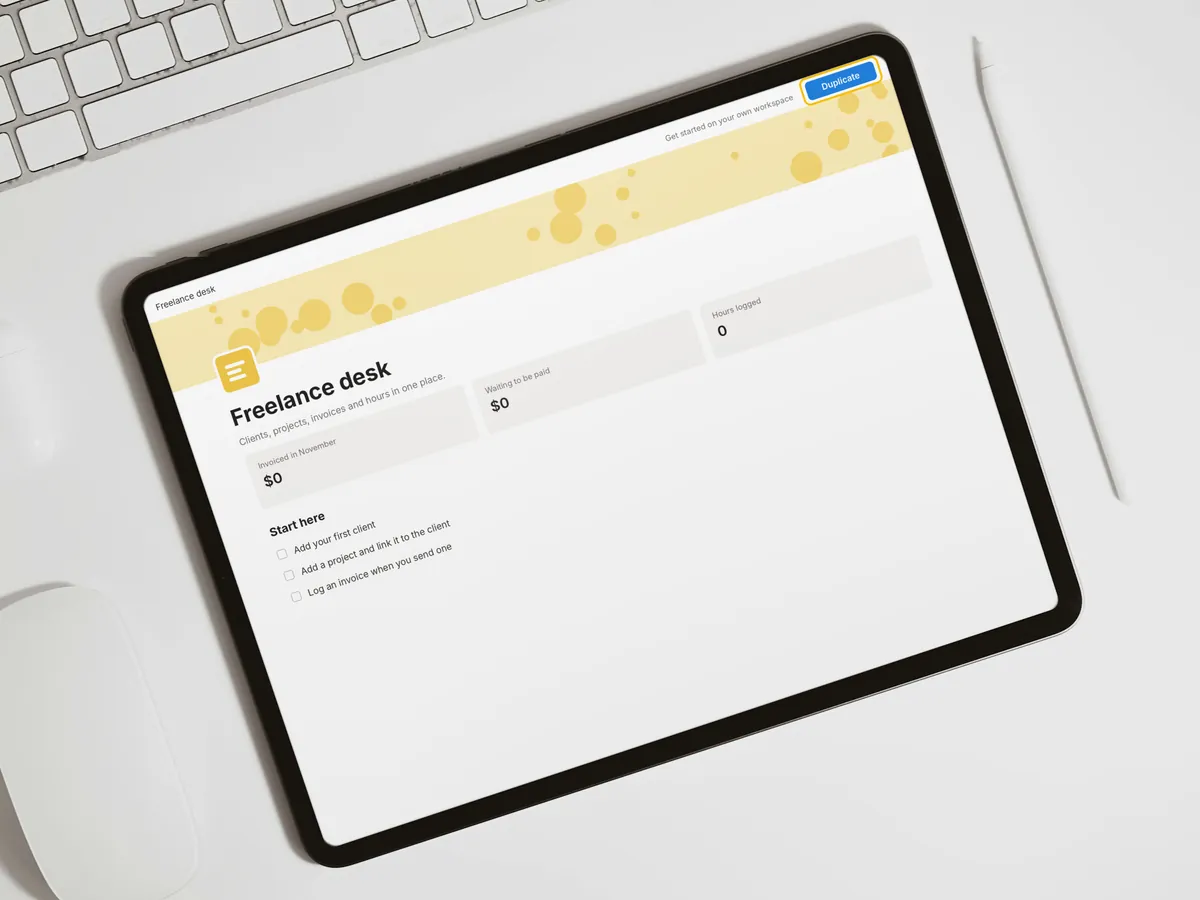 Freelance desk
Get started on your own workspace
Duplicate
Freelance desk
Clients, projects, invoices and hours in one place.
Invoiced in November
$0
Waiting to be paid
$0
Hours logged
0
Start here
Add your first client
Add a project and link it to the client
Log an invoice when you send one